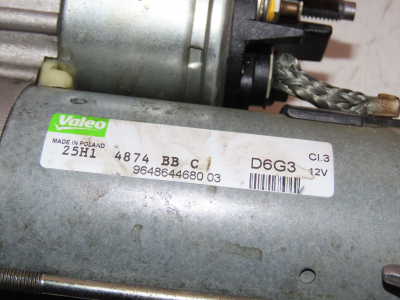 Valeo
MADE IN POLAND
25H1 4874 BB C
9648644680 03
D6G3
Cl.3
12V